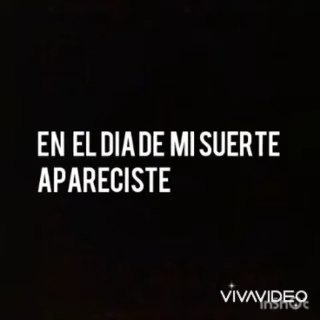 EN EL DIA DE MI SUERTE
APARECISTE
VIVAVIDEO
INSHOT